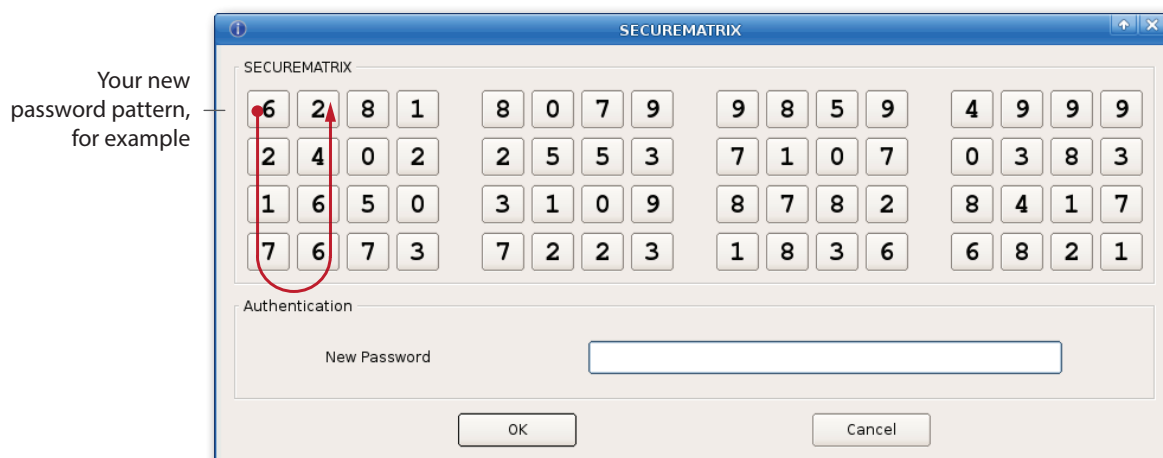 SECUREMATRIX
SECUREMATRIX
Your new
password pattern,
for example
6 2 8 1 8 0 7 9 9 8 5 9 4 9 9 9
2 4 0 2 2 5 5 3 7 1 0 7 0 3 8 3
1 6 5 0 3 1 0 9 8 7 8 2 8 4 1 7
7 6 7 3 7 2 2 3 1 8 3 6 6 8 2 1
Authentication
New Password
OK Cancel